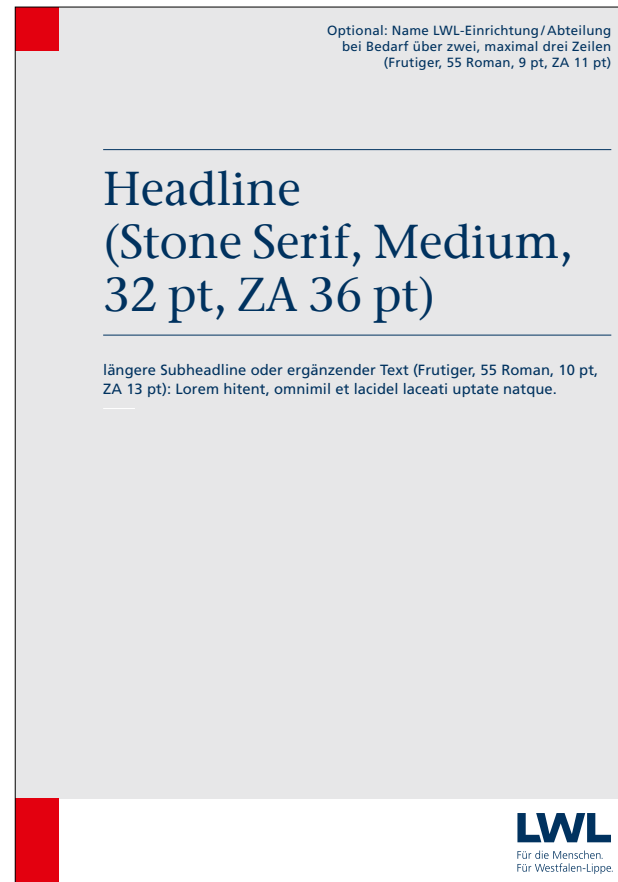 Optional: Name LWL-Einrichtung/Abteilung
bei Bedarf über zwei, maximal drei Zeilen
(Frutiger, 55 Roman, 9 pt, ZA 11 pt)
Headline
(Stone Serif, Medium,
32 pt, ZA 36 pt)
längere Subheadline oder ergänzender Text (Frutiger, 55 Roman, 10 pt,
ZA 13 pt): Lorem hitent, omnimil et lacidel laceati uptate natque.
LWL
Für die Menschen.
Für Westfalen-Lippe.